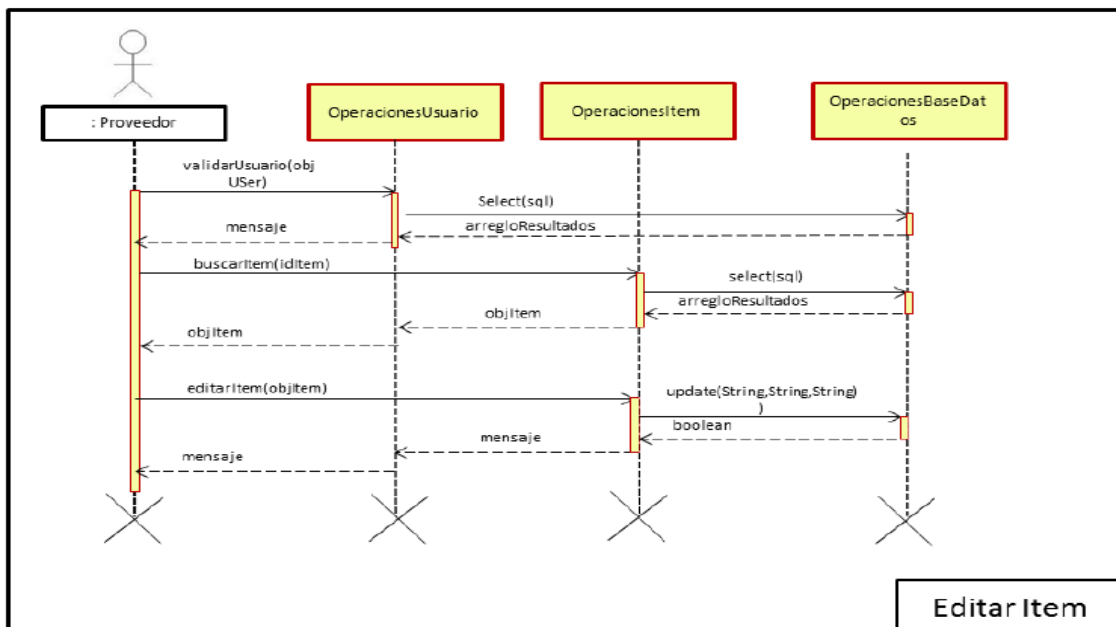 : Proveedor
OperacionesUsuario
OperacionesItem
OperacionesBaseDat
os
validarUsuario(obj
USer)
Select(sql)
arregloResultados
mensaje
buscarItem(idItem)
select(sql)
arregloResultados
objItem
objItem
editarItem(objItem)
update(String,String,String)
)
boolean
mensaje
mensaje
Editar Item